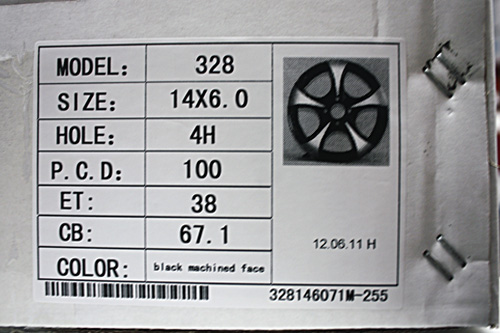 MODEL: 328
SIZE: 14X6.0
HOLE: 4H
P.C.D: 100
ET: 38
CB: 67.1
12.06.11 H
COLOR: black machined face
328146071M-255